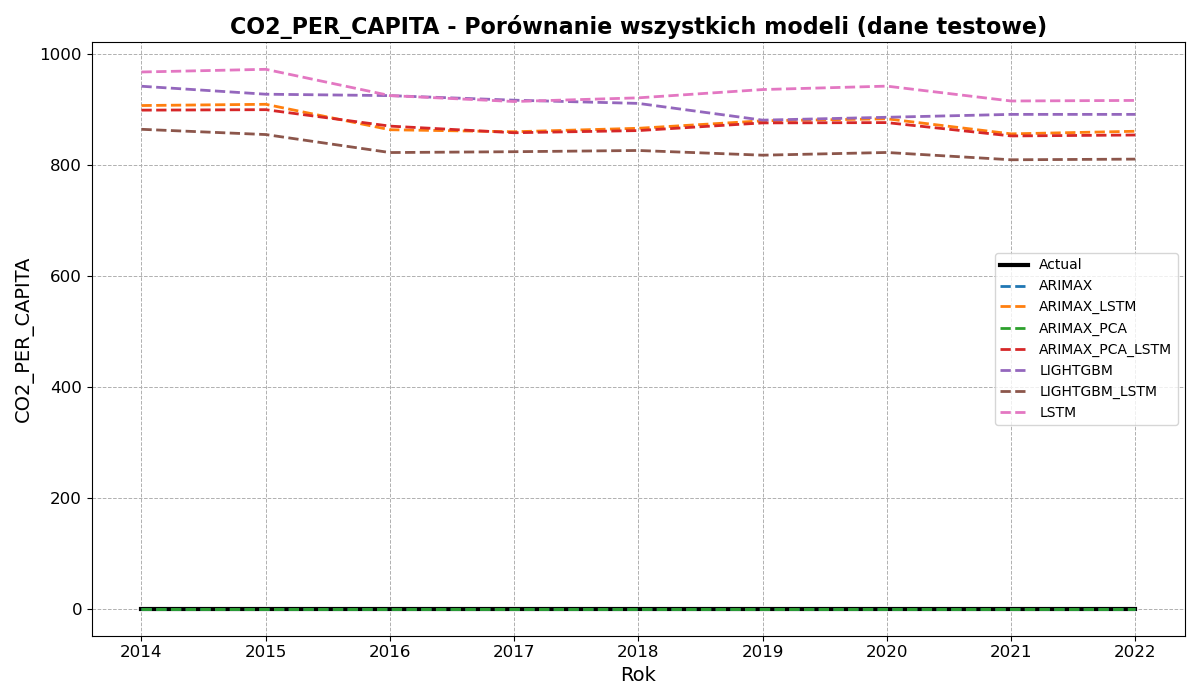 CO2_PER_CAPITA - Porównanie wszystkich modeli (dane testowe)
1000
800
600
400
200
0
CO2_PER_CAPITA
Actual
ARIMAX
ARIMAX_LSTM
ARIMAX_PCA
ARIMAX_PCA_LSTM
LIGHTGBM
LIGHTGBM_LSTM
LSTM
2014 2015 2016 2017 2018 2019 2020 2021 2022
Rok